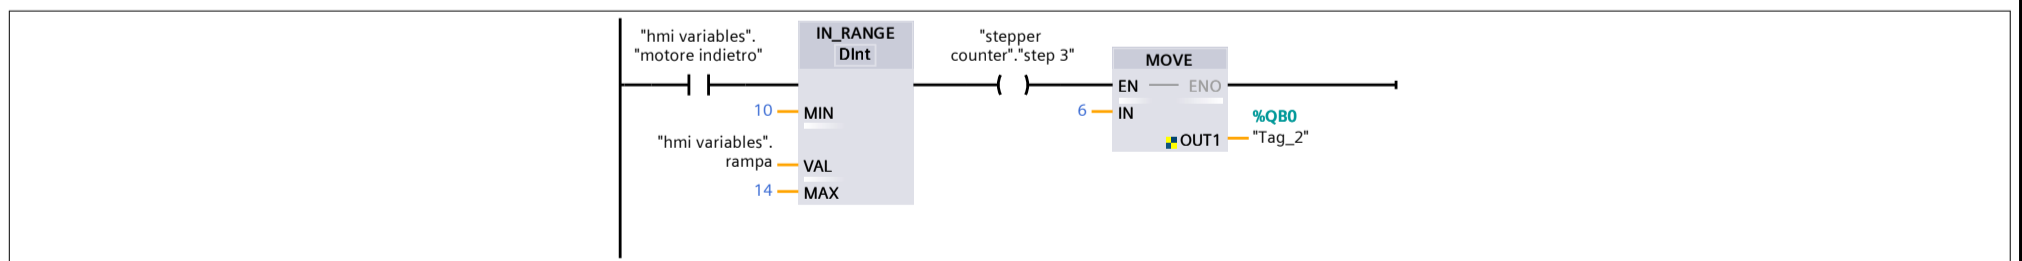 "hmi variables".
"motore indietro"
IN_RANGE
DInt
10
MIN
"hmi variables".
rampa
VAL
14
MAX
"stepper
counter"."step 3"
MOVE
EN
ENO
6
IN
OUT1
%QB0
"Tag_2"